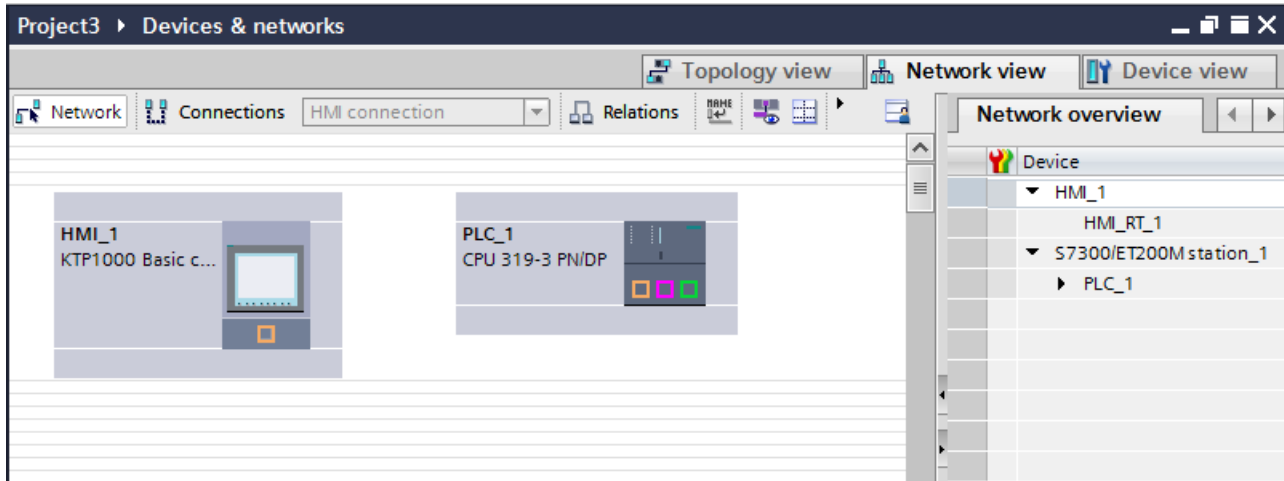 Project3 ▸ Devices & networks
Topology view Network view Device view
Network Connections HMI connection Relations Network overview
Device
HMI_1
KTP1000 Basic c...
PLC_1
CPU 319-3 PN/DP
HMI_1
HMI_RT_1
S7300/ET200M station_1
PLC_1